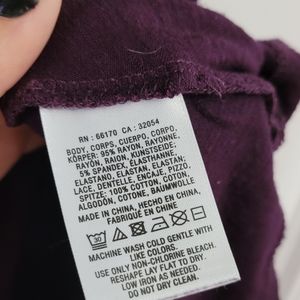 RN : 66170 CA : 32054
BODY, CORPS, CUERPO, CORPO,
KÖRPER: 95% RAYON, RAYONNE,
RAYÓN, RAION, KUNSTSEIDE;
5% SPANDEX, ELASTHANNE,
ELASTANO, ELASTAN, ELASTANO
LACE, DENTELLE, ENCAJE, PIZZO,
SPITZE: 100% COTTON, COTON,
ALGODÓN, COTONE, BAUMWOLLE
MADE IN CHINA, HECHO EN CHINA,
FABRIQUÉ EN CHINE
30
MACHINE WASH COLD GENTLE WITH
LIKE COLORS.
USE ONLY NON-CHLORINE BLEACH.
RESHAPE LAY FLAT TO DRY.
LOW IRON AS NEEDED.
DO NOT DRY CLEAN.